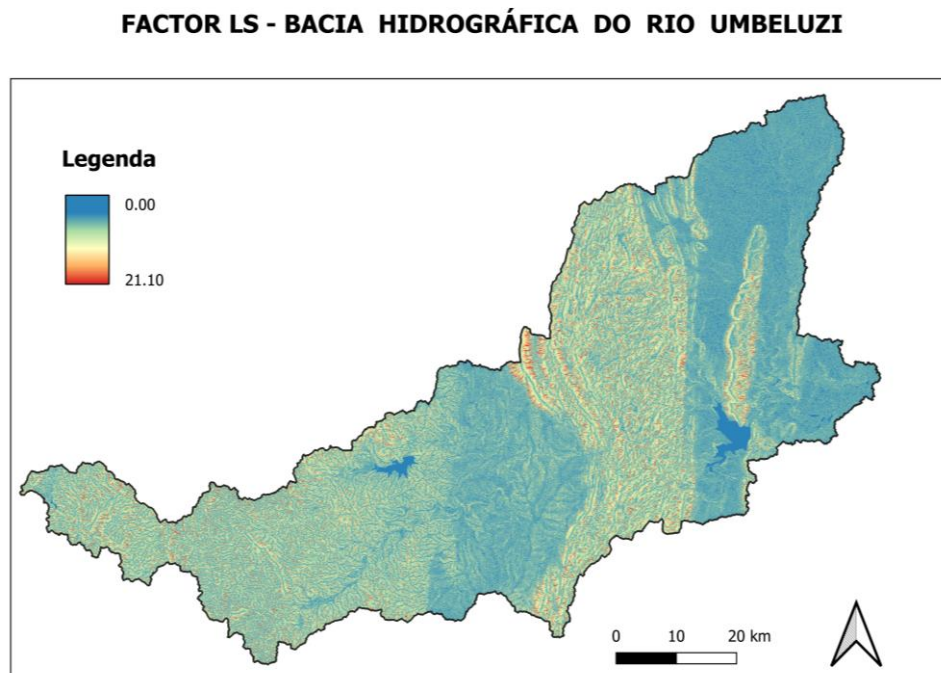 FACTOR LS - BACIA HIDROGRÁFICA DO RIO UMBELUZI
Legenda
0.00
21.10
0 10 20 km